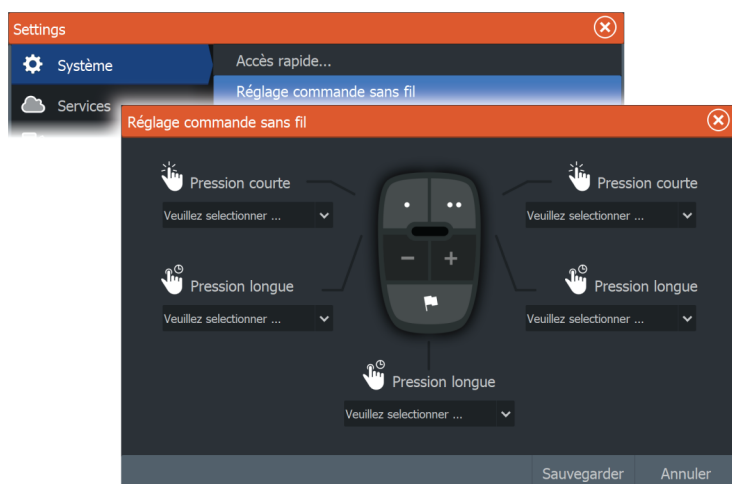 Settings
Système
Accès rapide...
Réglage commande sans fil
Services
Réglage commande sans fil
Pression courte
Pression courte
Veuillez selectionner ...
Veuillez selectionner ...
Pression longue
Pression longue
Veuillez selectionner ...
Veuillez selectionner ...
Pression longue
Veuillez selectionner ...
Sauvegarder
Annuler